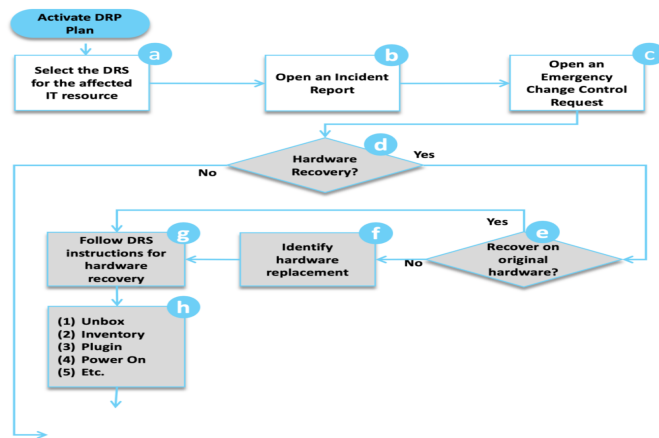 Activate DRP
Plan
a
Select the DRS
for the affected
IT resource
b
Open an Incident
Report
c
Open an
Emergency
Change Control
Request
d
Hardware
Recovery?
No
Yes
e
Recover on
original
hardware?
Yes
No
f
Identify
hardware
replacement
g
Follow DRS
instructions for
hardware
recovery
h
(1) Unbox
(2) Inventory
(3) Plugin
(4) Power On
(5) Etc.